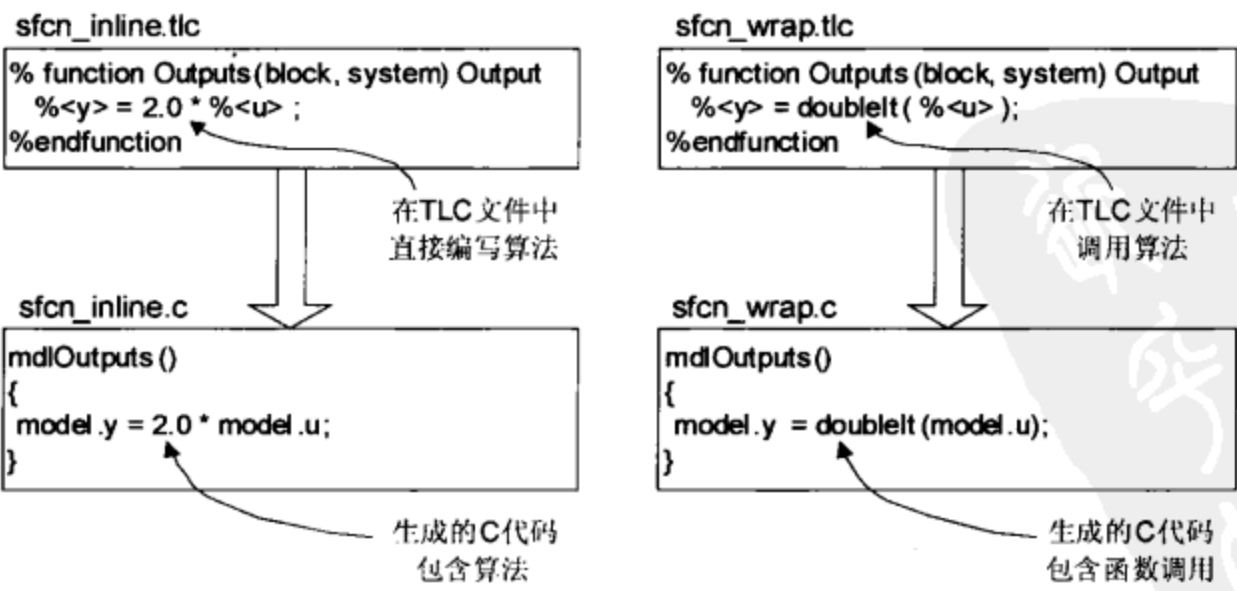 sfcn_inline.tlc
% function Outputs(block, system) Output
%<y> = 2.0 * %<u> ;
%endfunction
在TLC文件中
直接编写算法
sfcn_inline.c
mdlOutputs ()
{
model.y = 2.0 * model.u;
}
生成的C代码
包含算法
sfcn_wrap.tlc
% function Outputs (block, system) Output
%<y> = doubleIt ( %<u> );
%endfunction
在TLC文件中
调用算法
sfcn_wrap.c
mdlOutputs ()
{
model.y = doubleIt (model.u);
}
生成的C代码
包含函数调用